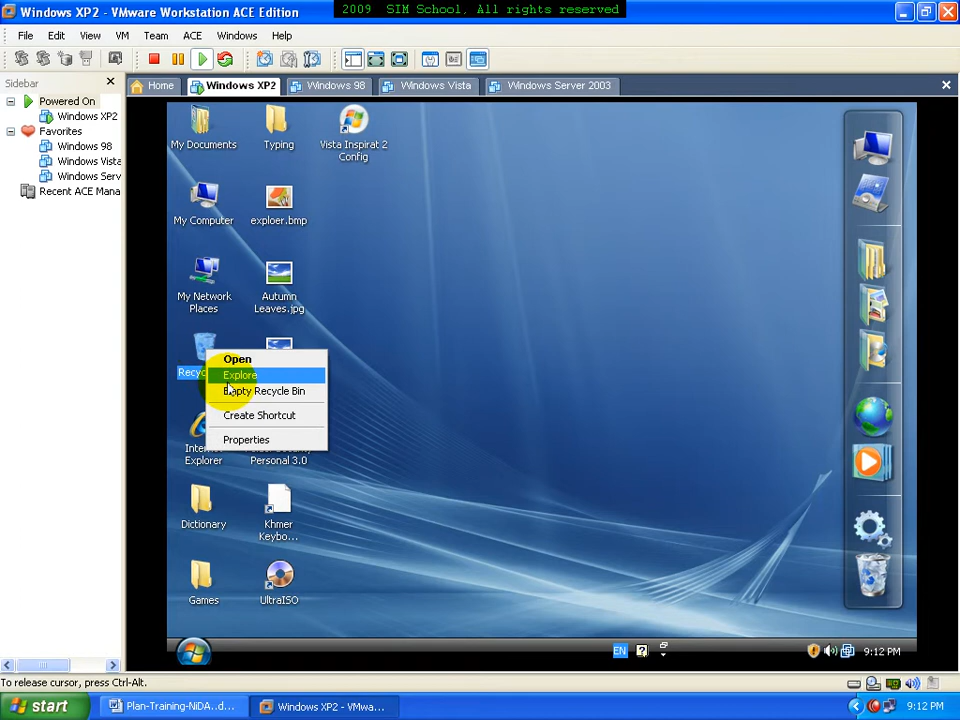 Windows XP2 - VMware Workstation ACE Edition
2009 SIM School, All rights reserved
File Edit View VM Team ACE Windows Help
Sidebar
Home
Windows XP2
Windows 98
Windows Vista
Windows Server 2003
Powered On
Windows XP2
Favorites
Windows 98
Windows Vista
Windows Serv
Recent ACE Mana
My Documents
Typing
Vista Inspirat 2
Config
My Computer
exploer.bmp
My Network
Places
Autumn
Leaves.jpg
Recyc
Open
Explore
Empty Recycle Bin
Create Shortcut
Properties
Internet
Explorer
Personal 3.0
Dictionary
Khmer
Keybo...
Games
UltraISO
EN
9:12 PM
To release cursor, press Ctrl-Alt.
start
Plan-Training-NiDA..d...
Windows XP2 - VMwa...
9:12 PM